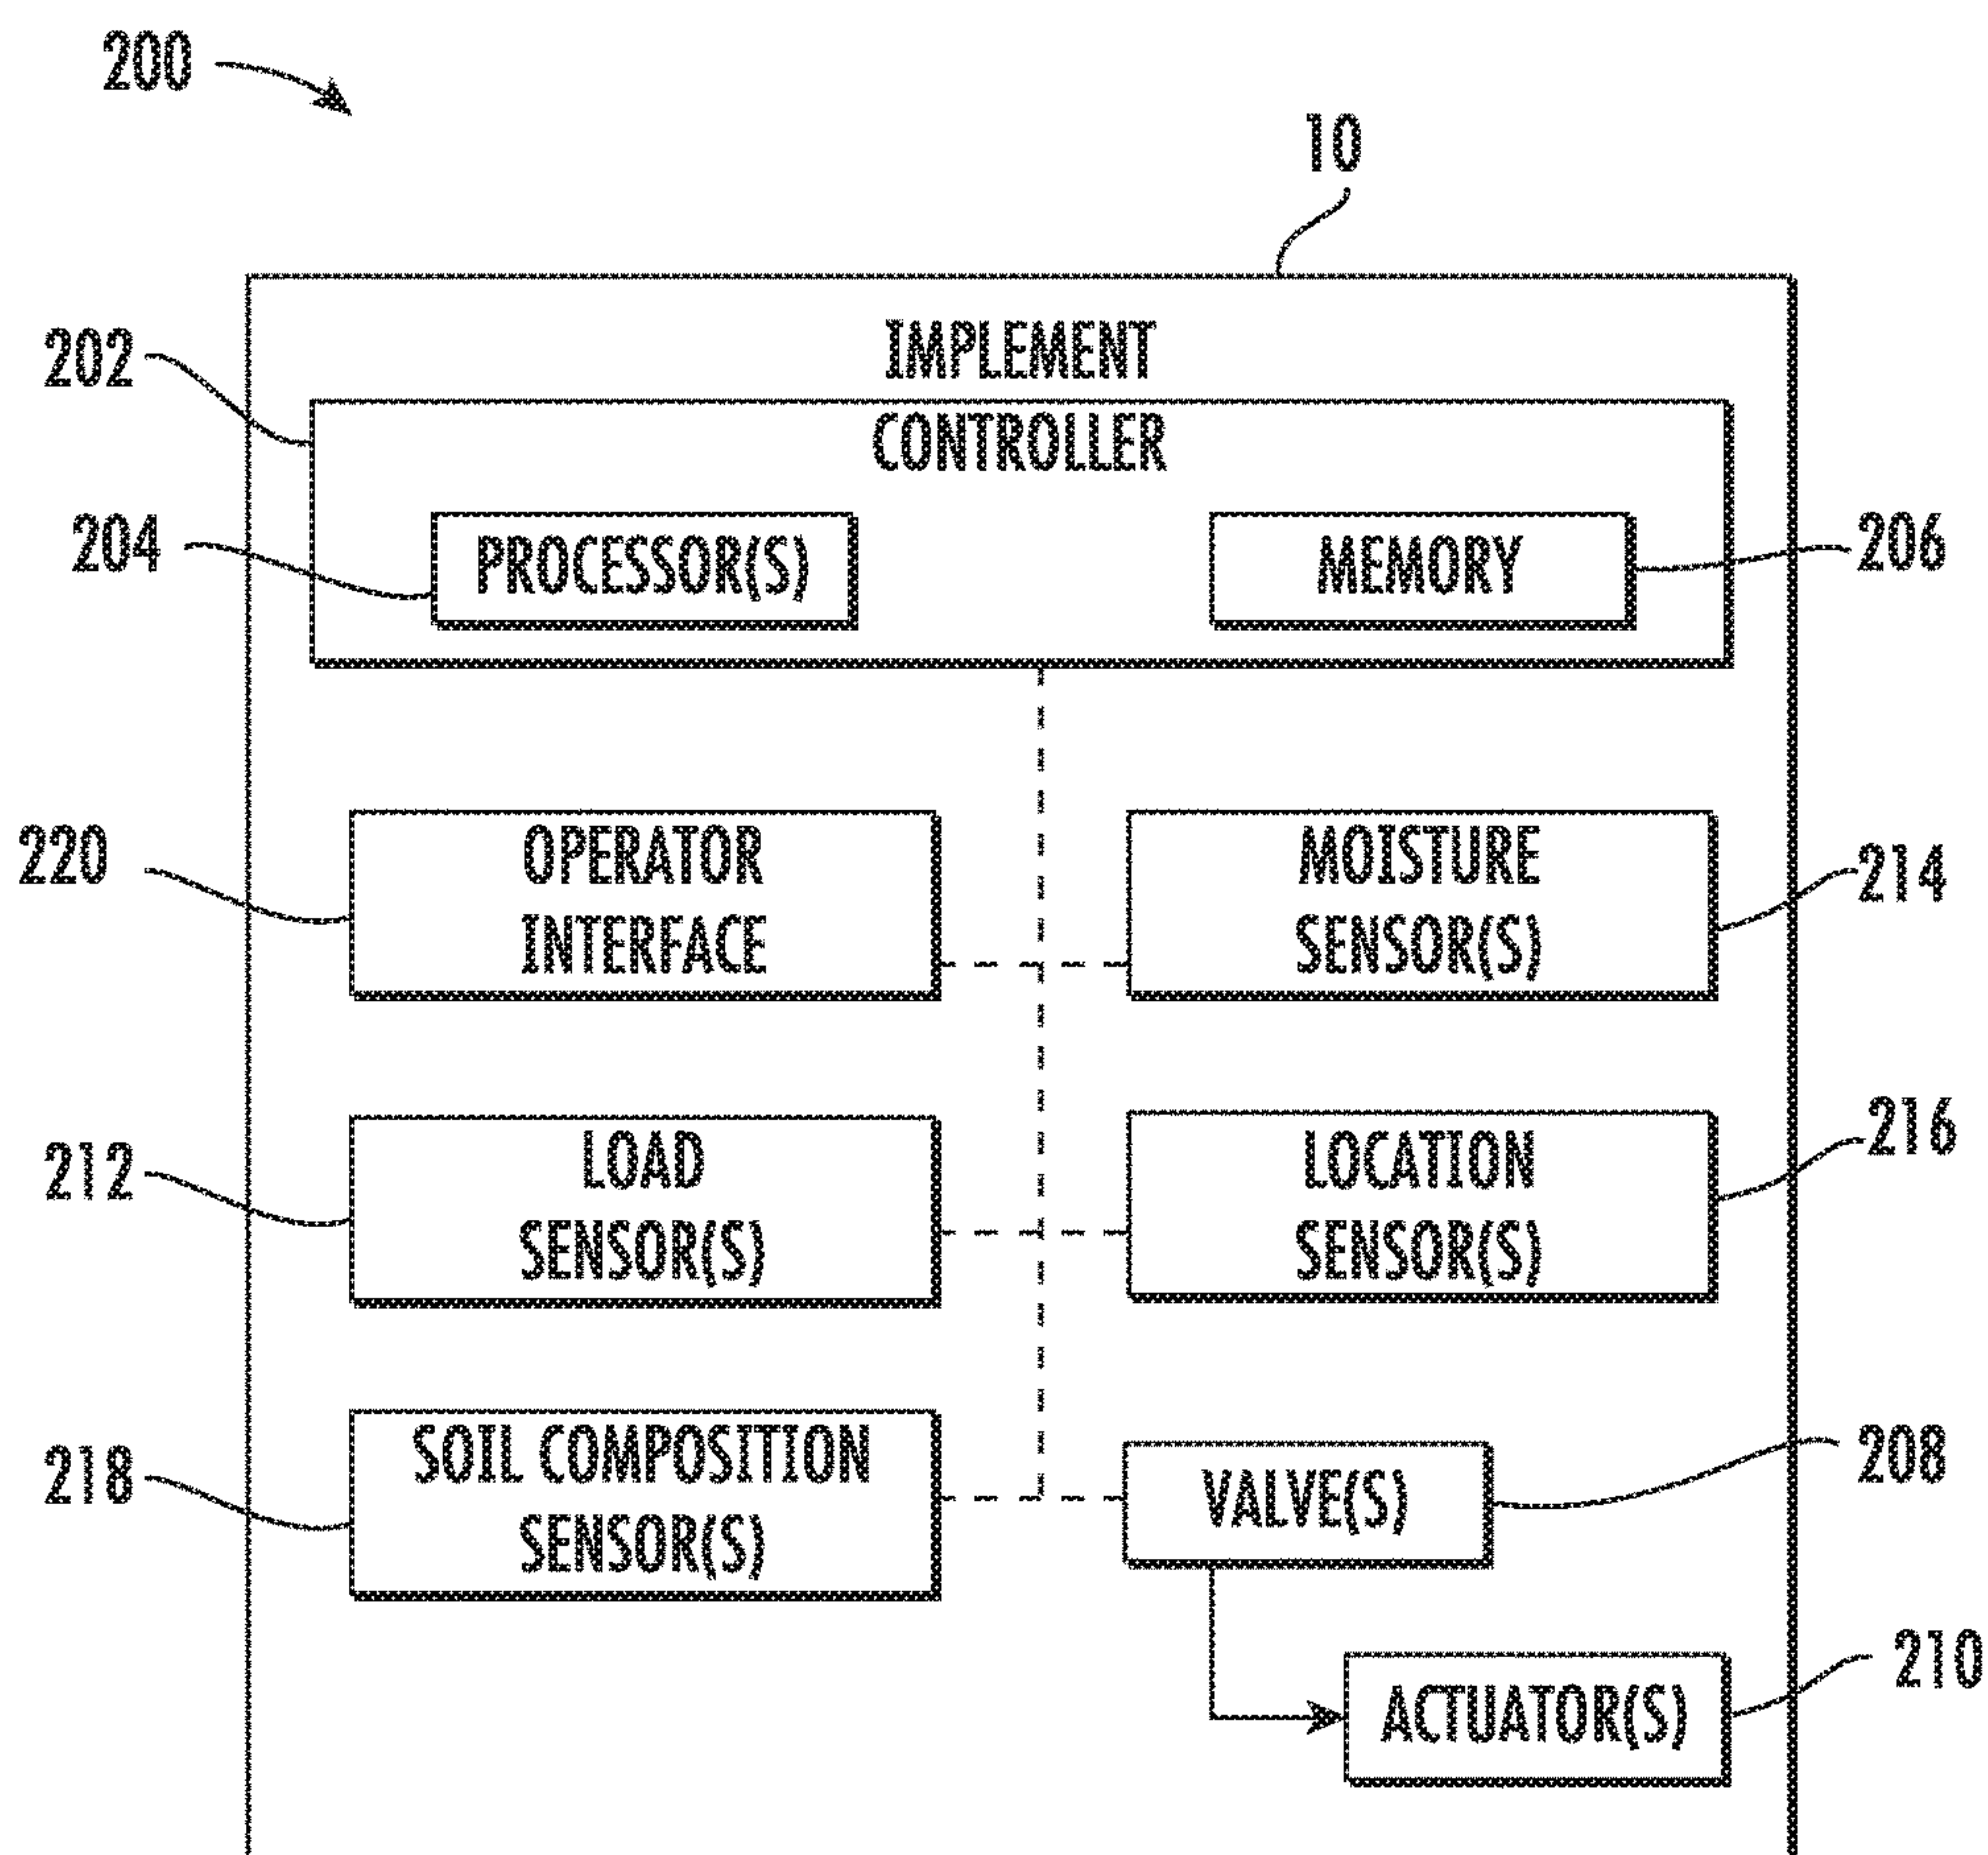 200
10
IMPLEMENT
202
CONTROLLER
204
PROCESSOR(S)
MEMORY
206
220
OPERATOR
INTERFACE
MOISTURE
SENSOR(S)
214
212
LOAD
SENSOR(S)
LOCATION
SENSOR(S)
216
218
SOIL COMPOSITION
SENSOR(S)
VALVE(S)
208
ACTUATOR(S)
210